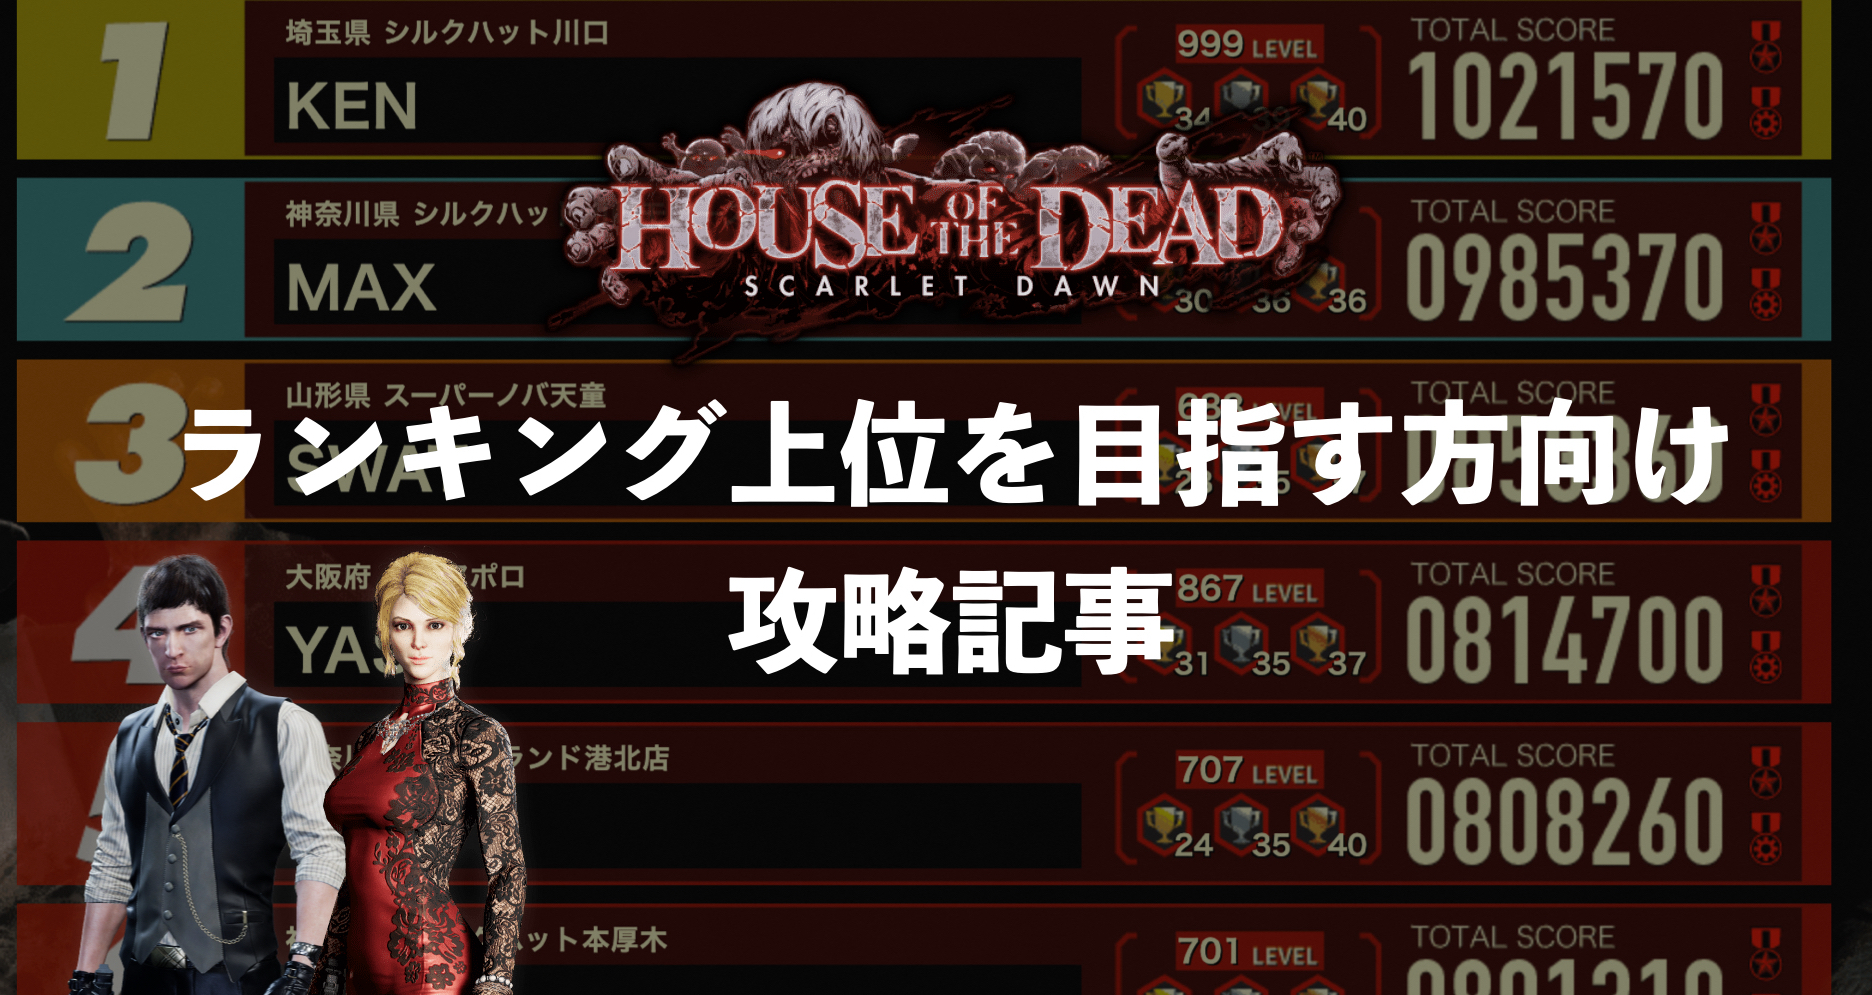 1
埼玉県 シルクハット川口
KEN
999 LEVEL
34
40
TOTAL SCORE
1021570
HOUSE OF THE DEAD
SCARLET DAWN
2
神奈川県 シルクハッ
MAX
30 36 36
TOTAL SCORE
0985370
3
山形県 スーパーノバ天童
LEVEL
TOTAL SCORE
ランキング上位を目指す方向け
攻略記事
4
大阪府
ポロ
867 LEVEL
31 35 37
TOTAL SCORE
0814700
ランド港北店
707 LEVEL
24 35 40
TOTAL SCORE
0808260
ット本厚木
701 LEVEL
TOTAL SCORE